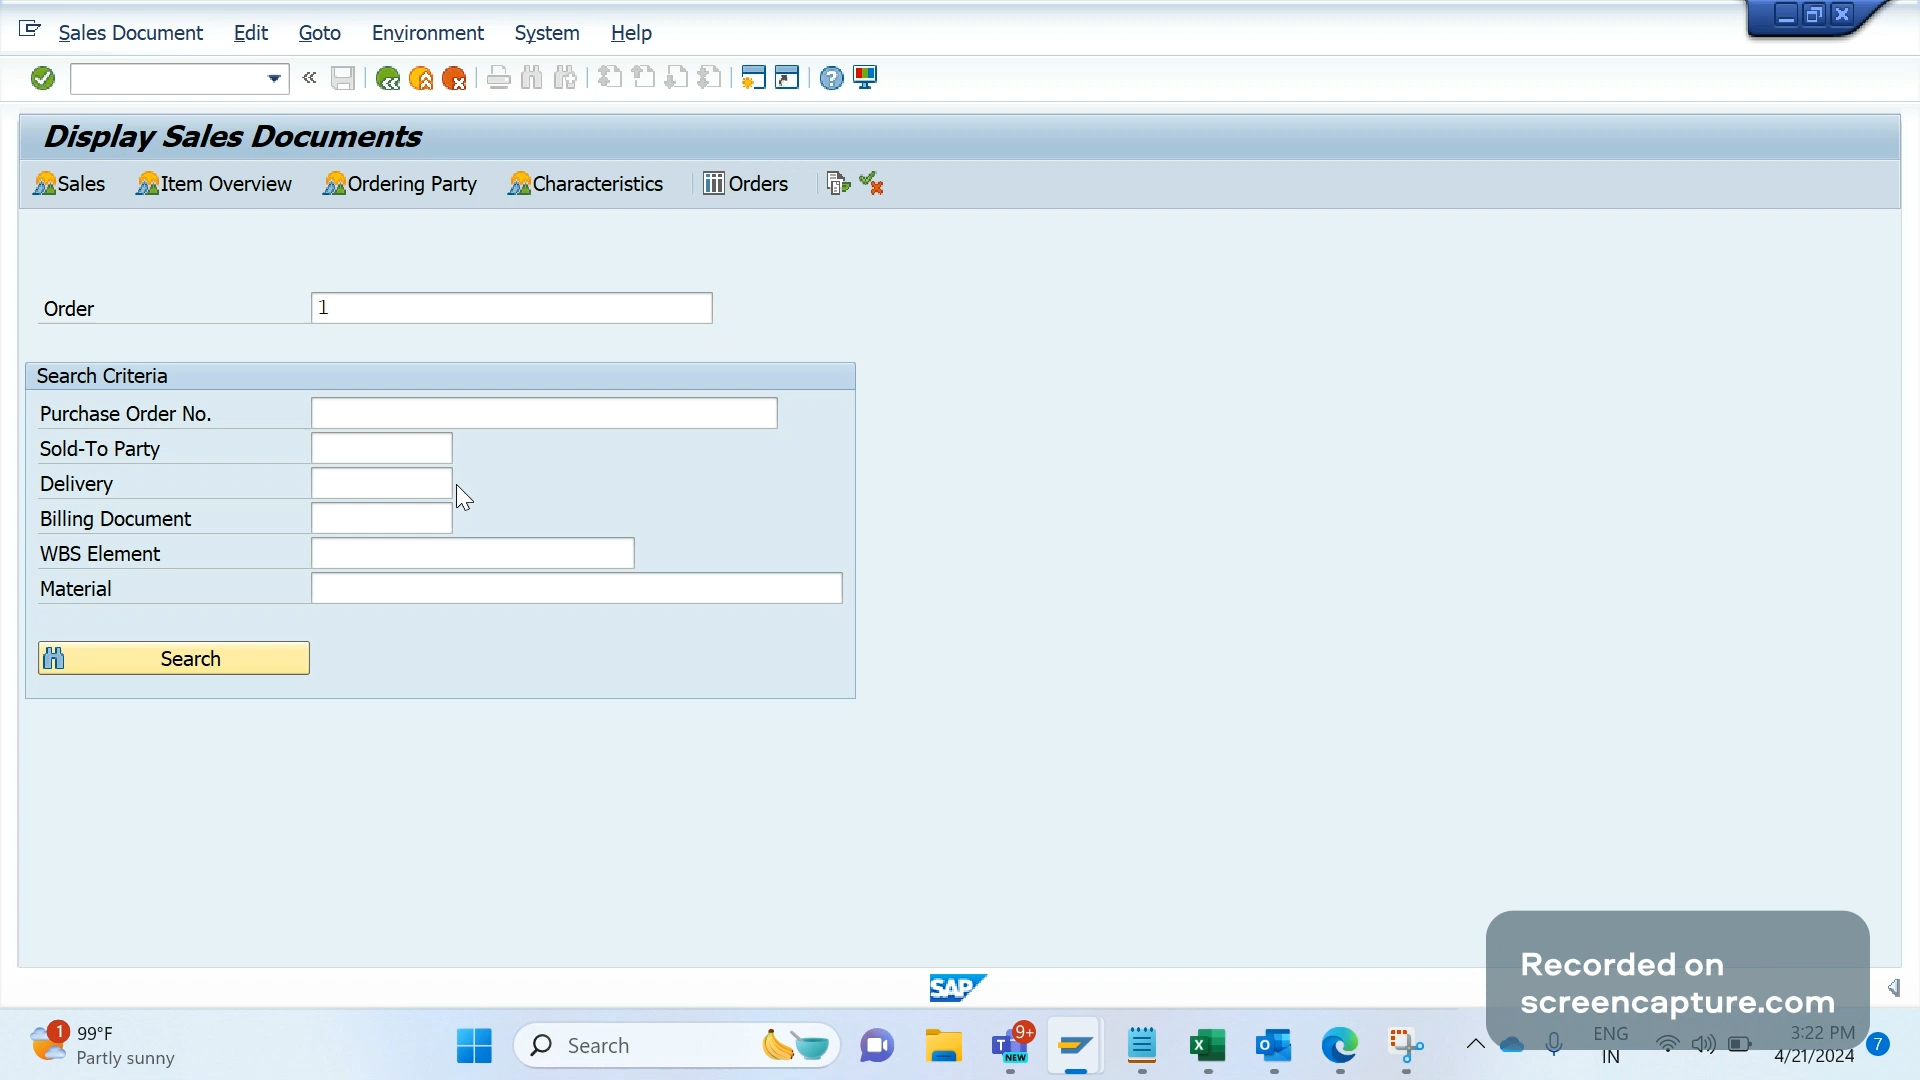 Sales Document Edit Goto Environment System Help
Display Sales Documents
Sales Item Overview Ordering Party Characteristics Orders
Order 1
Search Criteria
Purchase Order No.
Sold-To Party
Delivery
Billing Document
WBS Element
Material
Search
SAP
Recorded on
screencapture.com
1 99°F
Partly sunny
Search
9+
T NEW
X
O
ENG
IN
3:22 PM
4/21/2024
7